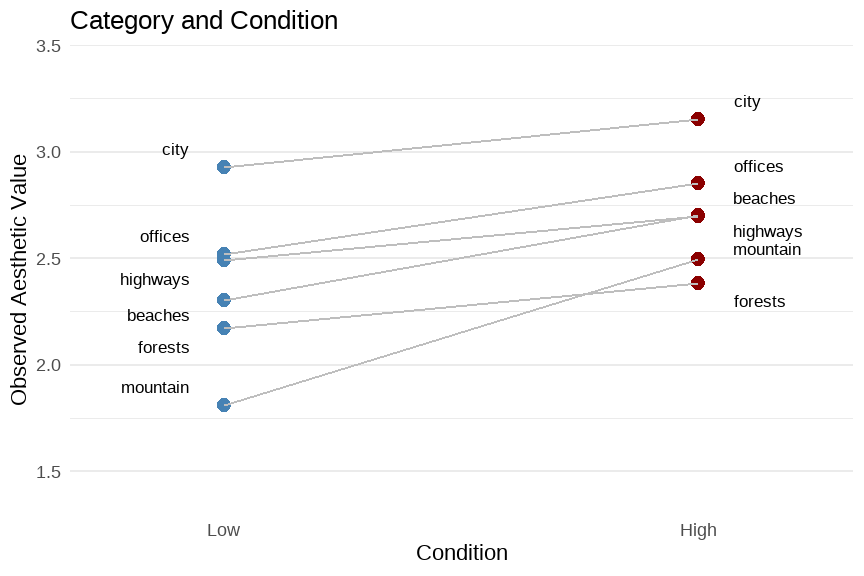 Category and Condition
3.5
3.0
2.5
2.0
1.5
Observed Aesthetic Value
city
offices
highways
beaches
forests
mountain
city
offices
beaches
highways
mountain
forests
Low
High
Condition